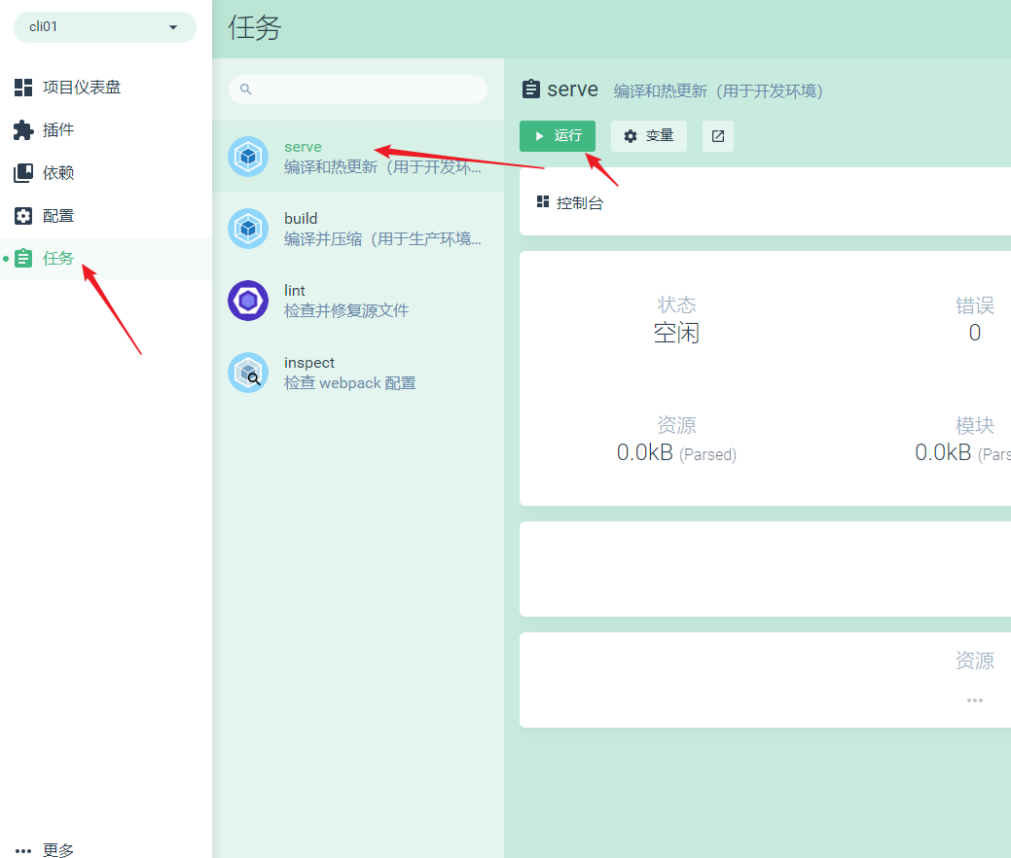 cli01
项目仪表盘
插件
依赖
配置
任务
更多
任务
serve
编译和热更新（用于开发环...
build
编译并压缩（用于生产环境...
lint
检查并修复源文件
inspect
检查 webpack 配置
serve 编译和热更新（用于开发环境）
运行 变量
控制台
状态 错误
空闲 0
资源 模块
0.0kB (Parsed) 0.0kB (Pars
资源